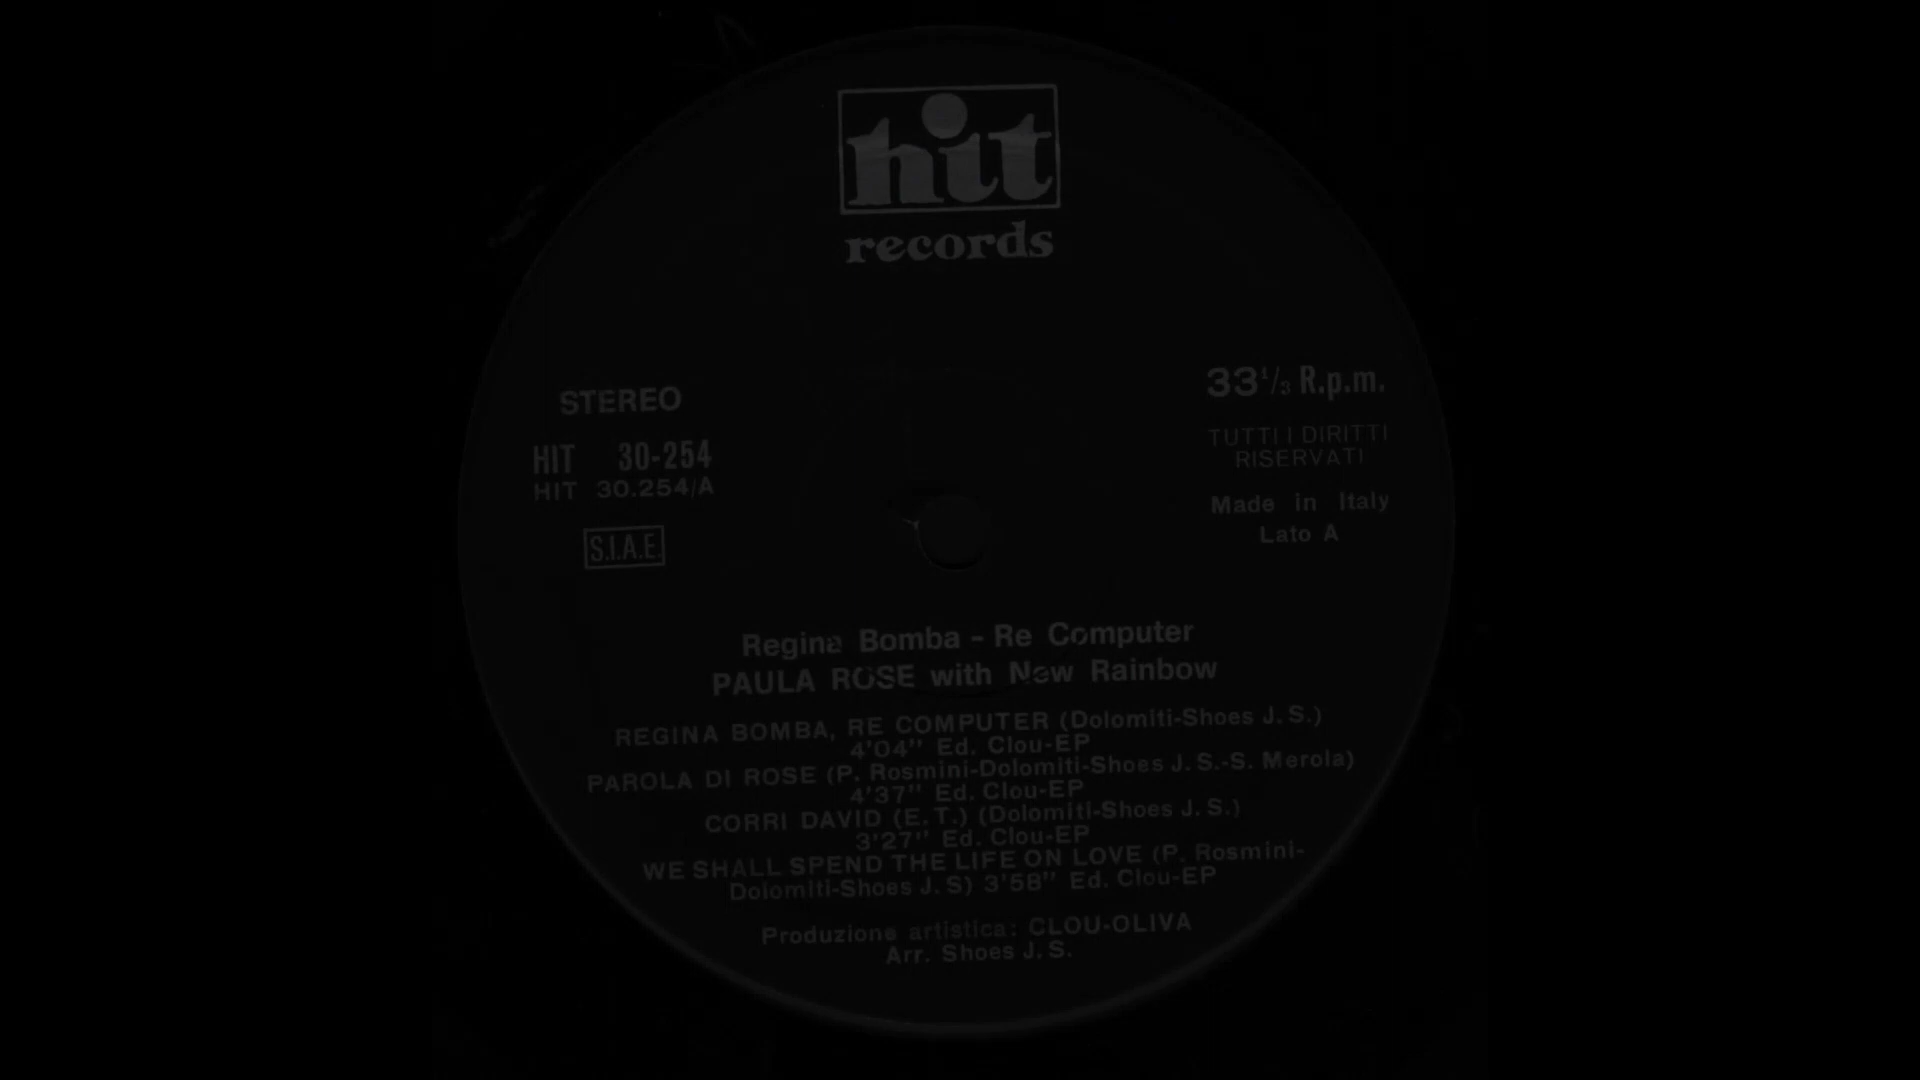 hit
records
STEREO
HIT 30-254
HIT 30.254/A
S.I.A.E.
33 1/3 R.p.m.
TUTTI I DIRITTI
RISERVATI
Made in Italy
Lato A
Regina Bomba - Re Computer
PAULA ROSE with New Rainbow
REGINA BOMBA, RE COMPUTER (Dolomiti-Shoes J. S.)
4'04" Ed. Clou-EP
PAROLA DI ROSE (P. Rosmini-Dolomiti-Shoes J. S.-S. Merola)
4'37" Ed. Clou-EP
CORRI DAVID (E. T.) (Dolomiti-Shoes J. S.)
3'27" Ed. Clou-EP
WE SHALL SPEND THE LIFE ON LOVE (P. Rosmini-
Dolomiti-Shoes J. S) 3'58" Ed. Clou-EP
Produzione artistica: CLOU-OLIVA
Arr. Shoes J. S.